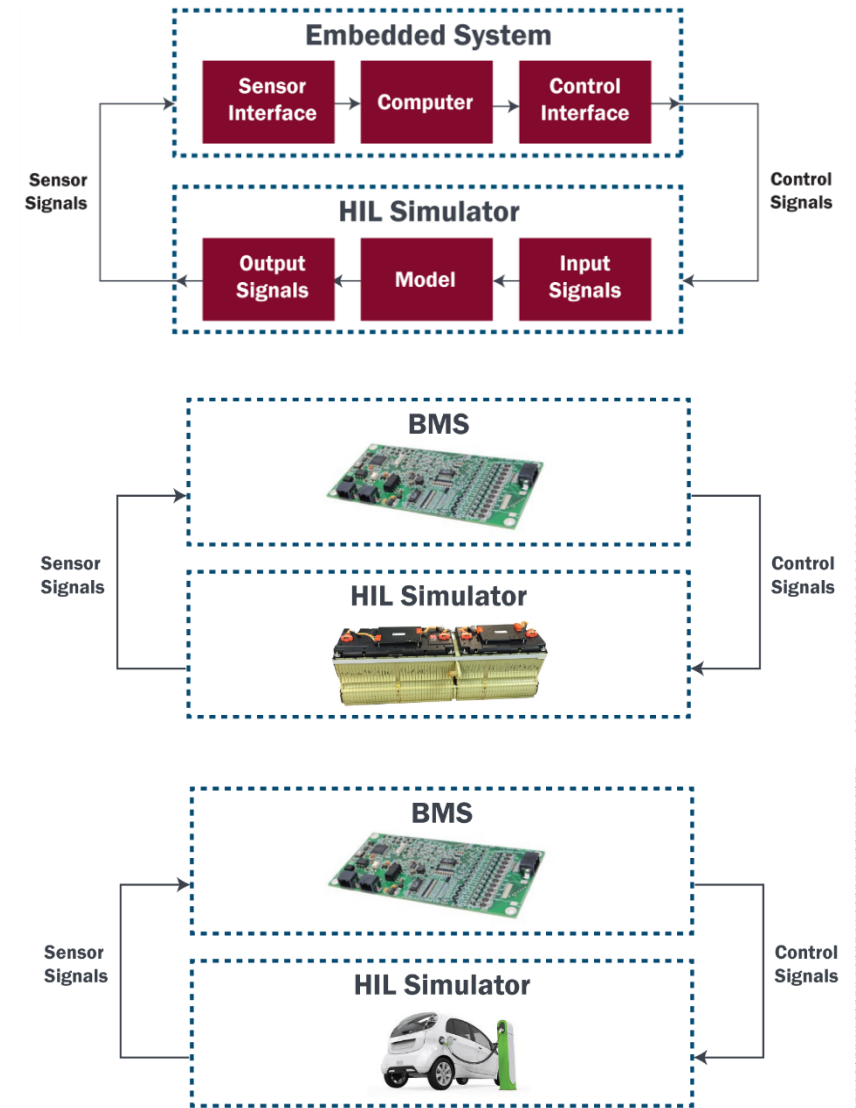 Embedded System
Sensor
Interface
Computer
Control
Interface
Sensor
Signals
Control
Signals
HIL Simulator
Output
Signals
Model
Input
Signals
BMS
Sensor
Signals
Control
Signals
HIL Simulator
BMS
Sensor
Signals
Control
Signals
HIL Simulator